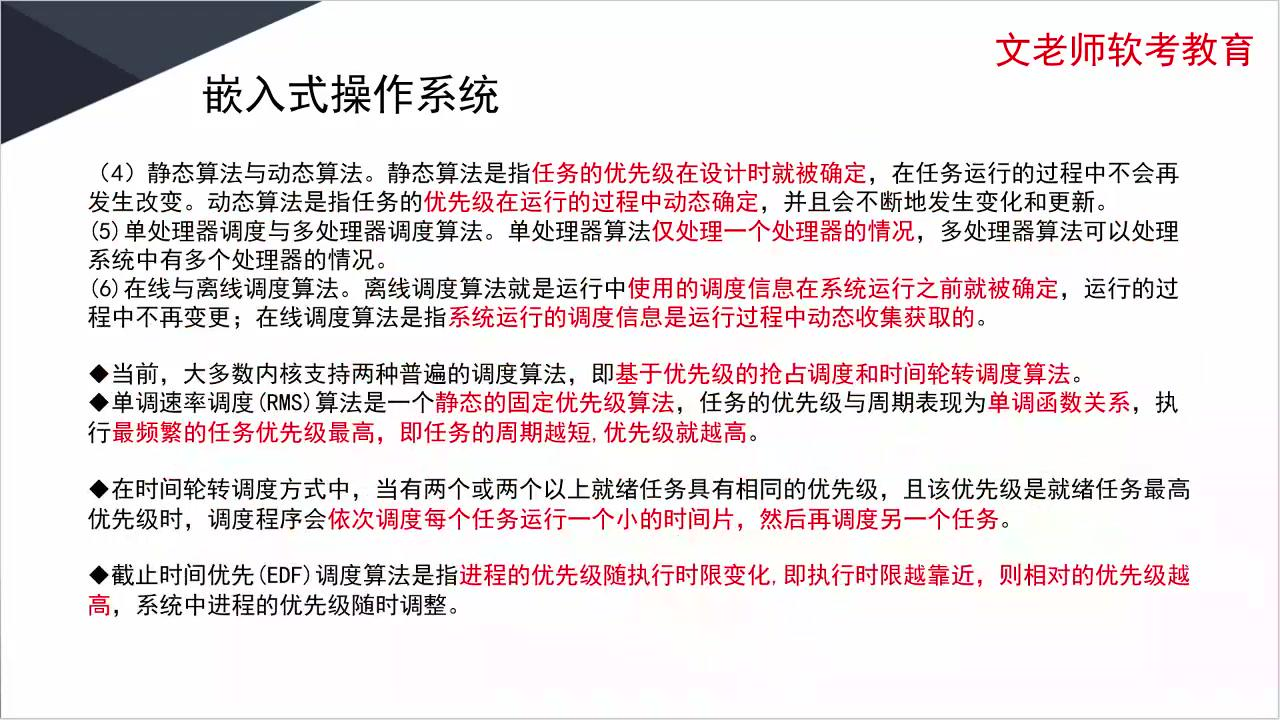 文老师软考教育
嵌入式操作系统
（4）静态算法与动态算法。静态算法是指任务的优先级在设计时就被确定，在任务运行的过程中不会再
发生改变。动态算法是指任务的优先级在运行的过程中动态确定，并且会不断地发生变化和更新。
(5)单处理器调度与多处理器调度算法。单处理器算法仅处理一个处理器的情况，多处理器算法可以处理
系统中有多个处理器的情况。
(6)在线与离线调度算法。离线调度算法就是运行中使用的调度信息在系统运行之前就被确定，运行的过
程中不再变更；在线调度算法是指系统运行的调度信息是运行过程中动态收集获取的。
◆当前，大多数内核支持两种普遍的调度算法，即基于优先级的抢占调度和时间轮转调度算法。
◆单调速率调度(RMS)算法是一个静态的固定优先级算法，任务的优先级与周期表现为单调函数关系，执
行最频繁的任务优先级最高，即任务的周期越短,优先级就越高。
◆在时间轮转调度方式中，当有两个或两个以上就绪任务具有相同的优先级，且该优先级是就绪任务最高
优先级时，调度程序会依次调度每个任务运行一个小的时间片，然后再调度另一个任务。
◆截止时间优先(EDF)调度算法是指进程的优先级随执行时限变化,即执行时限越靠近，则相对的优先级越
高，系统中进程的优先级随时调整。